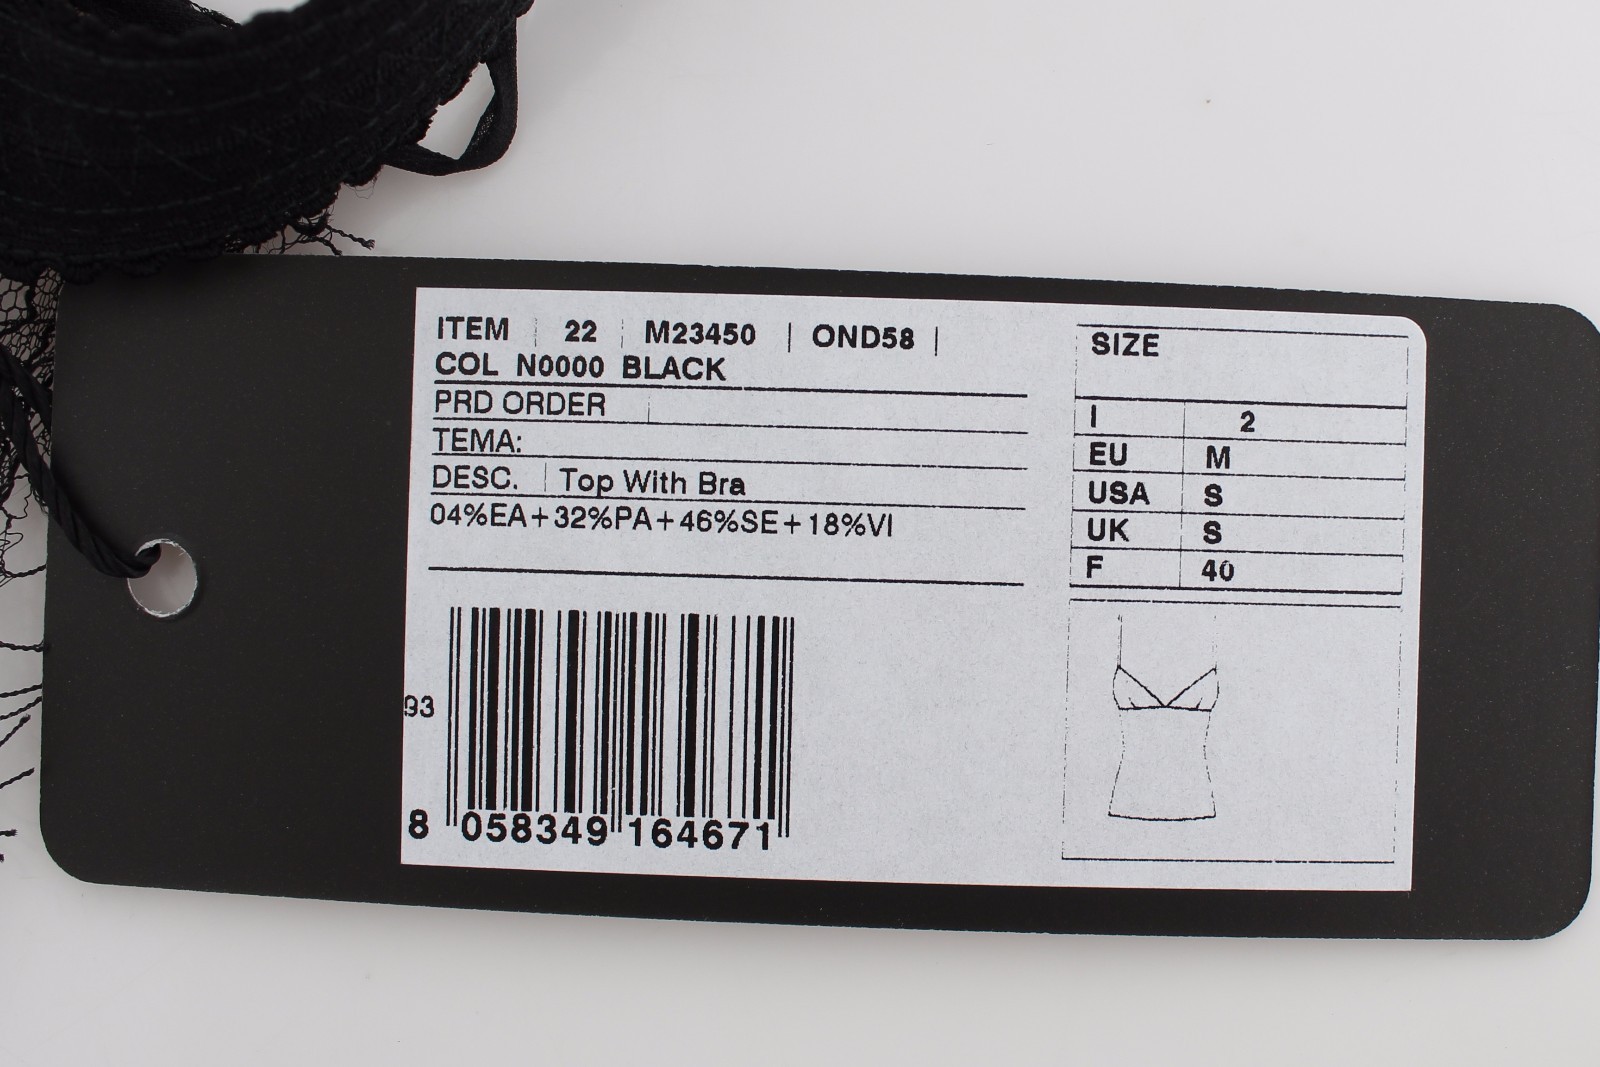 ITEM 22 M23450 | OND58 |
COL N0000 BLACK
PRD ORDER
TEMA:
DESC. Top With Bra
04%EA+32%PA+46%SE+18%VI
SIZE
I 2
EU M
USA S
UK S
F 40
93
8 058349 164671